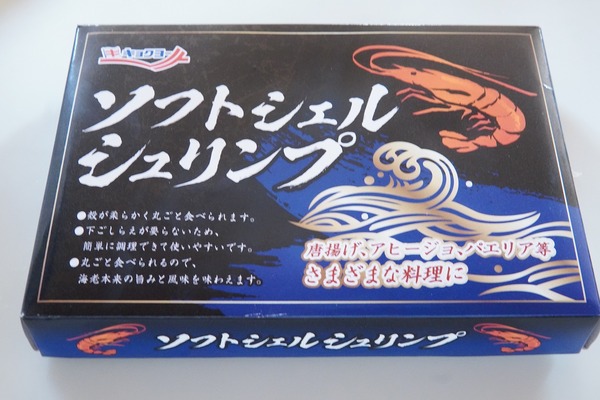 キョクヨー
ソフトシェル
シュリンプ
●殻が柔らかく丸ごと食べられます。
●下ごしらえが要らないため、
簡単に調理できて使いやすいです。
●丸ごと食べられるので、
海老本来の旨みと風味を味わえます。
唐揚げ、アヒージョ、パエリア等
さまざまな料理に
ソフトシェルシュリンプ